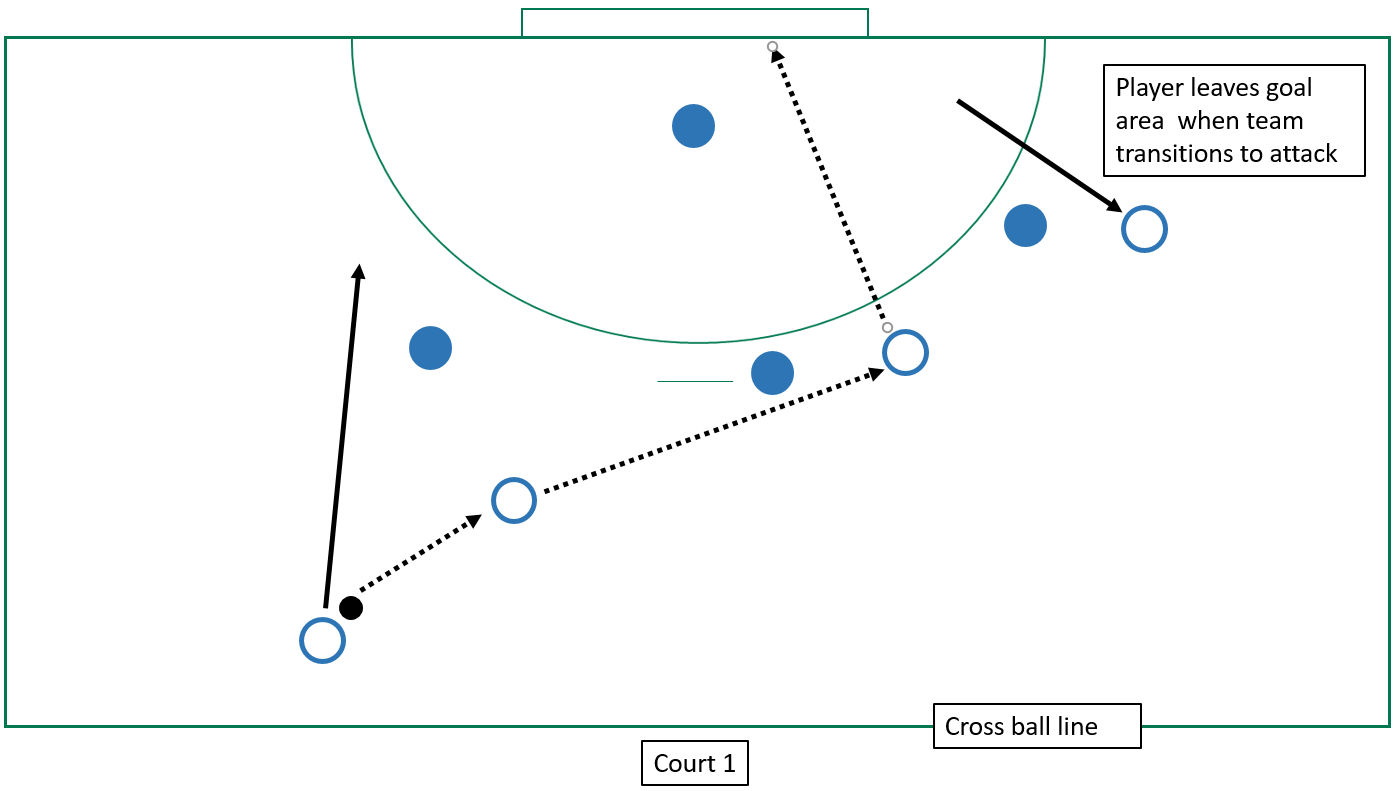 Player leaves goal
area  when team
transitions to attack
Cross ball line
Court 1